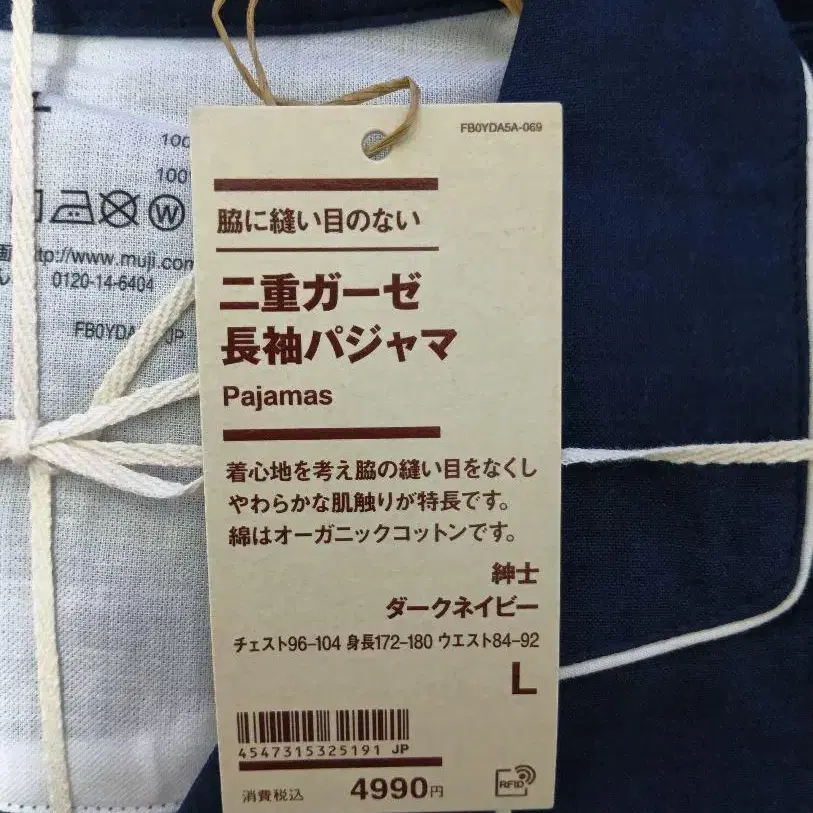 FB0YDA5A-069
脇に縫い目のない
二重ガーゼ
長袖パジャマ
Pajamas
着心地を考え脇の縫い目をなくし
やわらかな肌触りが特長です。
綿はオーガニックコットンです。
紳士
ダークネイビー
チェスト96-104 身長172-180 ウエスト84-92
L
4547315325191 JP
消費税込 4990円
RFID
100
100
W
http://www.muji.com
0120-14-6404
FB0YDA JP